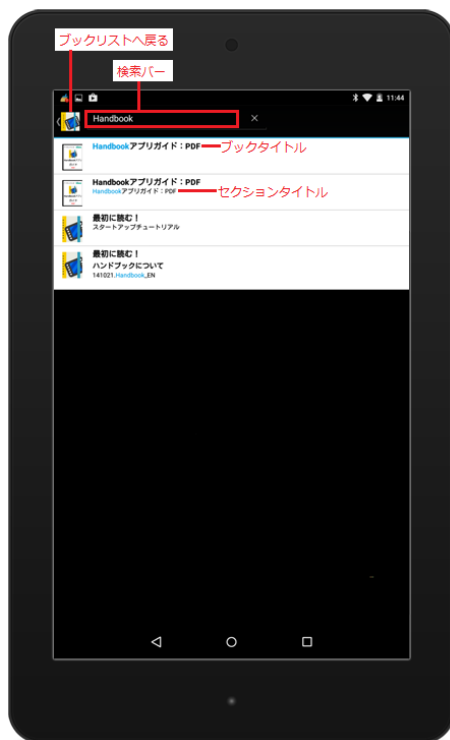 ブックリストへ戻る
検索バー
11:44
Handbook
Handbookアプリガイド：PDF
ブックタイトル
Handbookアプリガイド：PDF
Handbookアプリガイド：PDF
セクションタイトル
最初に読む！
スタートアップチュートリアル
最初に読む！
ハンドブックについて
141021.Handbook_EN